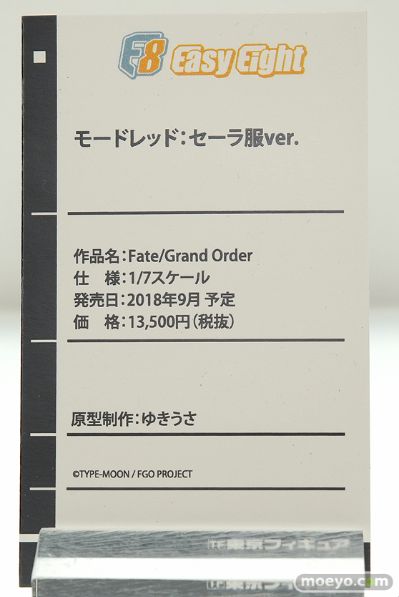 E8 Easy Eight
モードレッド：セーラ服ver.
作品名：Fate/Grand Order
仕　様：1/7スケール
発売日：2018年9月 予定
価　格：13,500円（税抜）
原型制作：ゆきうさ
©TYPE-MOON / FGO PROJECT
東京フィギュア
moeyo.com